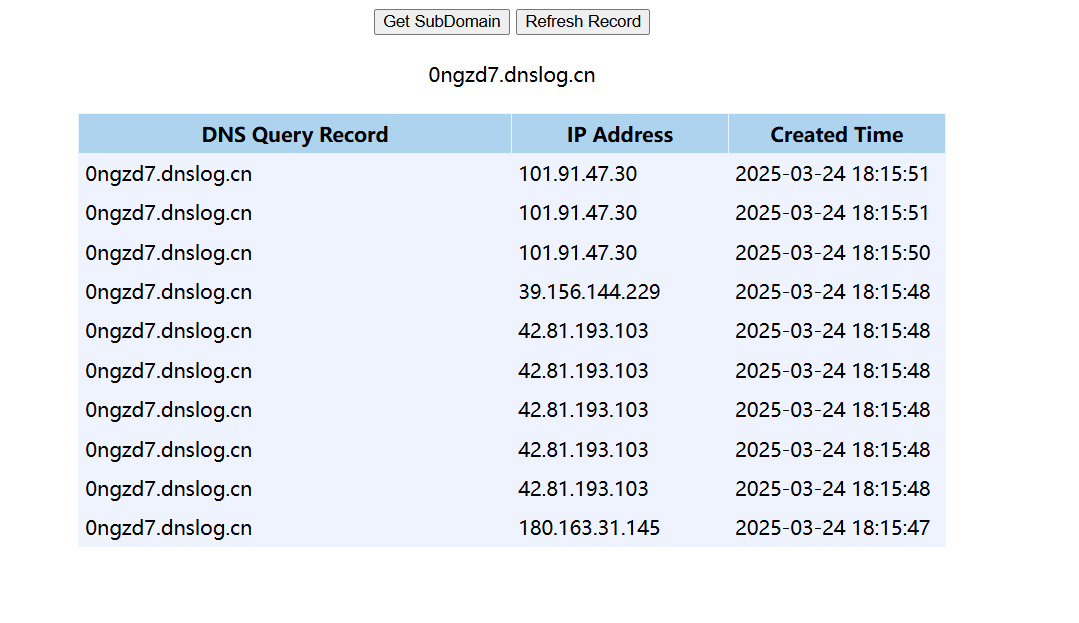 Get SubDomain Refresh Record
0ngzd7.dnslog.cn
DNS Query Record IP Address Created Time
0ngzd7.dnslog.cn 101.91.47.30 2025-03-24 18:15:51
0ngzd7.dnslog.cn 101.91.47.30 2025-03-24 18:15:51
0ngzd7.dnslog.cn 101.91.47.30 2025-03-24 18:15:50
0ngzd7.dnslog.cn 39.156.144.229 2025-03-24 18:15:48
0ngzd7.dnslog.cn 42.81.193.103 2025-03-24 18:15:48
0ngzd7.dnslog.cn 42.81.193.103 2025-03-24 18:15:48
0ngzd7.dnslog.cn 42.81.193.103 2025-03-24 18:15:48
0ngzd7.dnslog.cn 42.81.193.103 2025-03-24 18:15:48
0ngzd7.dnslog.cn 42.81.193.103 2025-03-24 18:15:48
0ngzd7.dnslog.cn 180.163.31.145 2025-03-24 18:15:47